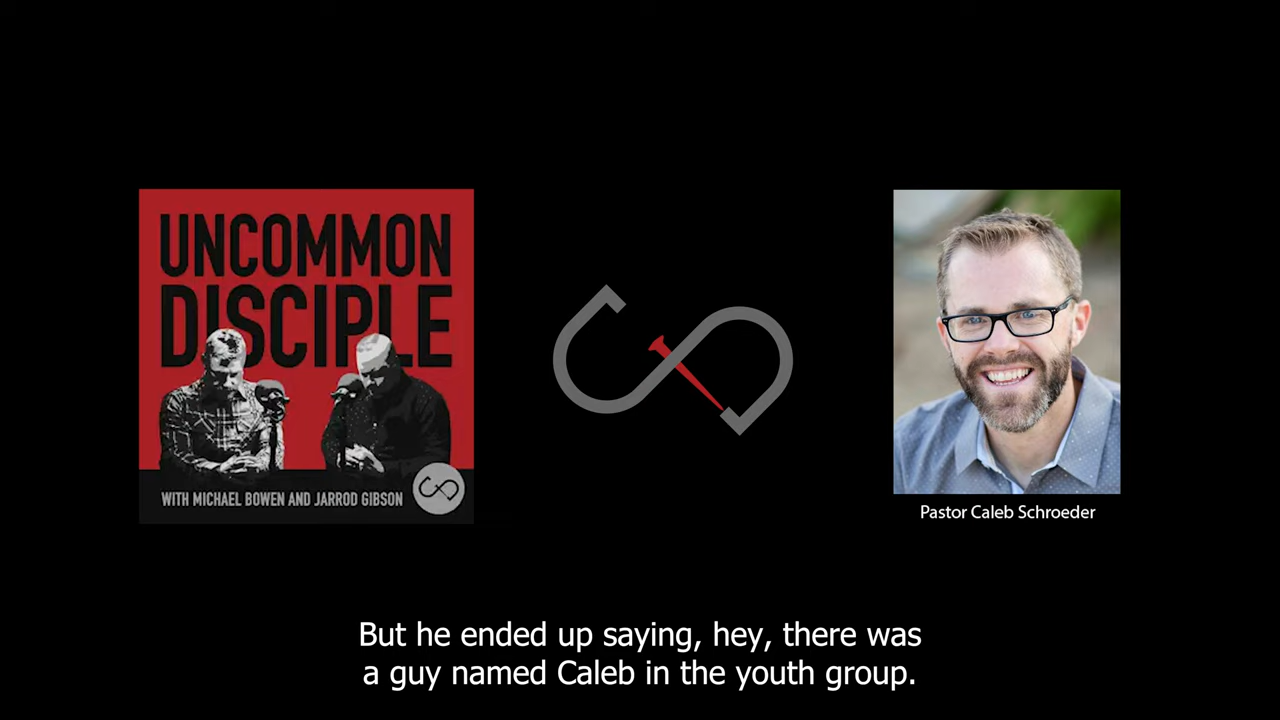 UNCOMMON
DISCIPLE
WITH MICHAEL BOWEN AND JARROD GIBSON
Pastor Caleb Schroeder
But he ended up saying, hey, there was
a guy named Caleb in the youth group.